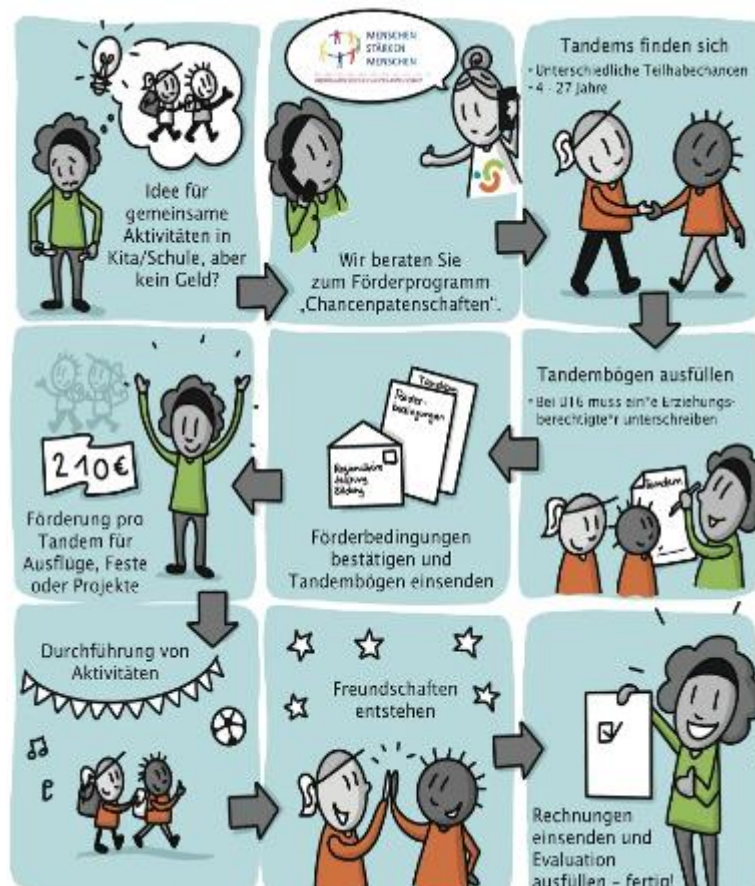 Idee für
gemeinsame
Aktivitäten in
Kita/Schule, aber
kein Geld?
MENSCHEN
STÄRKEN
MENSCHEN
Wir beraten Sie
zum Förderprogramm
„Chancenpatenschaften“.
Tandems finden sich
- Unterschiedliche Teilhabechancen
- 4 - 27 Jahre
Tandembögen ausfüllen
- Bei U16 muss ein*e Erziehungs-
berechtigte*r unterschreiben
Tandem
Tandem
Förder-
bedingungen
Stiftung
Bildung
Förderbedingungen
bestätigen und
Tandembögen einsenden
210€
Förderung pro
Tandem für
Ausflüge, Feste
oder Projekte
Durchführung von
Aktivitäten
Freundschaften
entstehen
Rechnungen
einsenden und
Evaluation
ausfüllen - fertig!